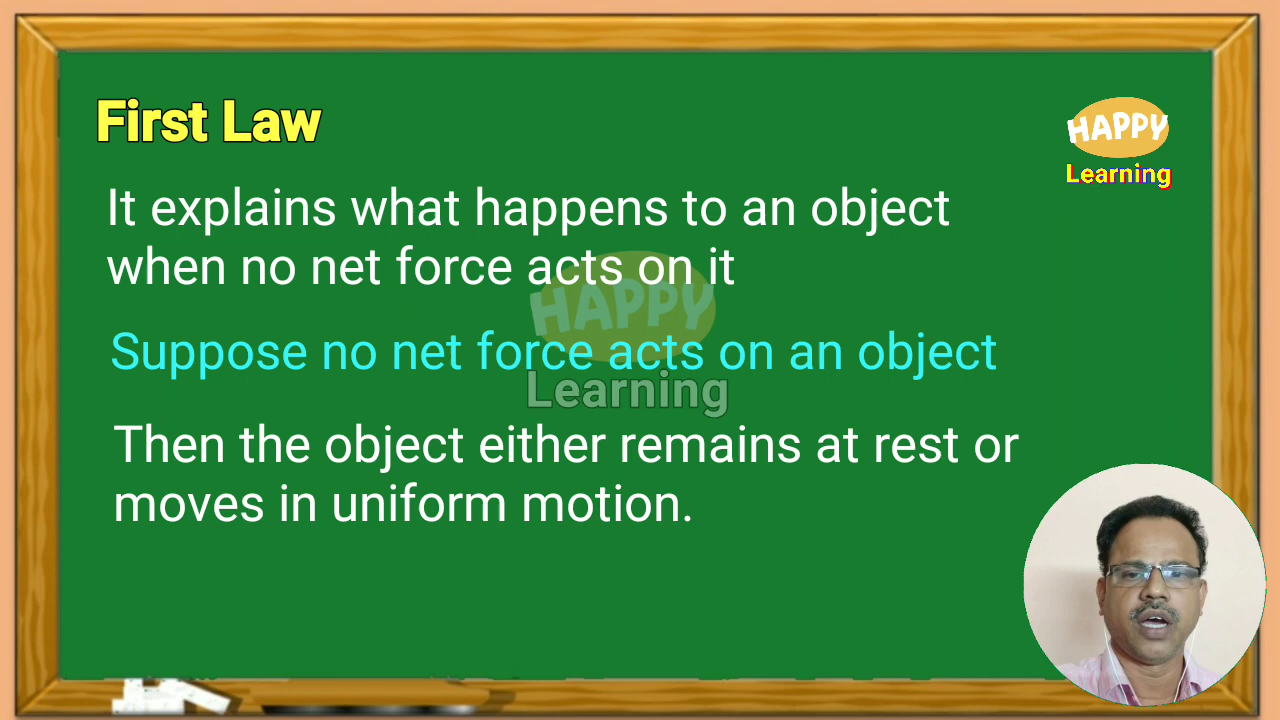 First Law
HAPPY
Learning
It explains what happens to an object
when no net force acts on it
HAPPY
Suppose no net force acts on an object
Learning
Then the object either remains at rest or
moves in uniform motion.